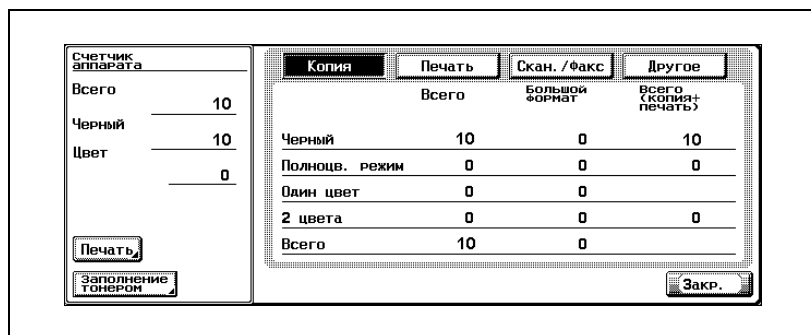 Счетчик
аппарата
Всего
10
Черный
10
Цвет
0
Печать
Заполнение
тонером
Копия Печать Скан./Факс Другое
Всего Большой формат Всего (копия+ печать)
Черный 10 0 10
Полноцв. режим 0 0 0
Один цвет 0 0
2 цвета 0 0 0
Всего 10 0
Закр.